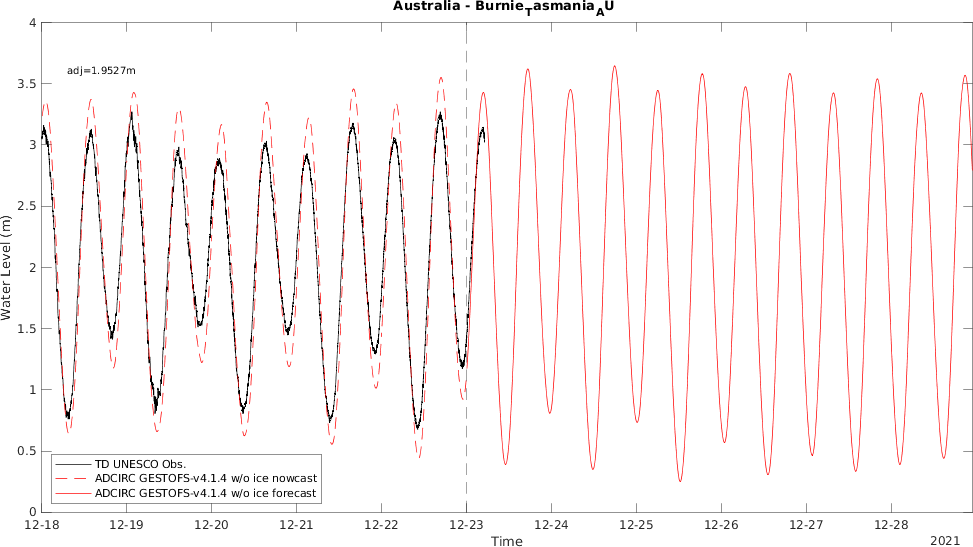 Australia - Burnie_Tasmania_AU
4
adj=1.9527m
3.5
3
2.5
2
1.5
1
0.5
0
Water Level (m)
TD UNESCO Obs.
ADCIRC GESTOFS-v4.1.4 w/o ice nowcast
ADCIRC GESTOFS-v4.1.4 w/o ice forecast
12-18 12-19 12-20 12-21 12-22 12-23 12-24 12-25 12-26 12-27 12-28
Time
2021